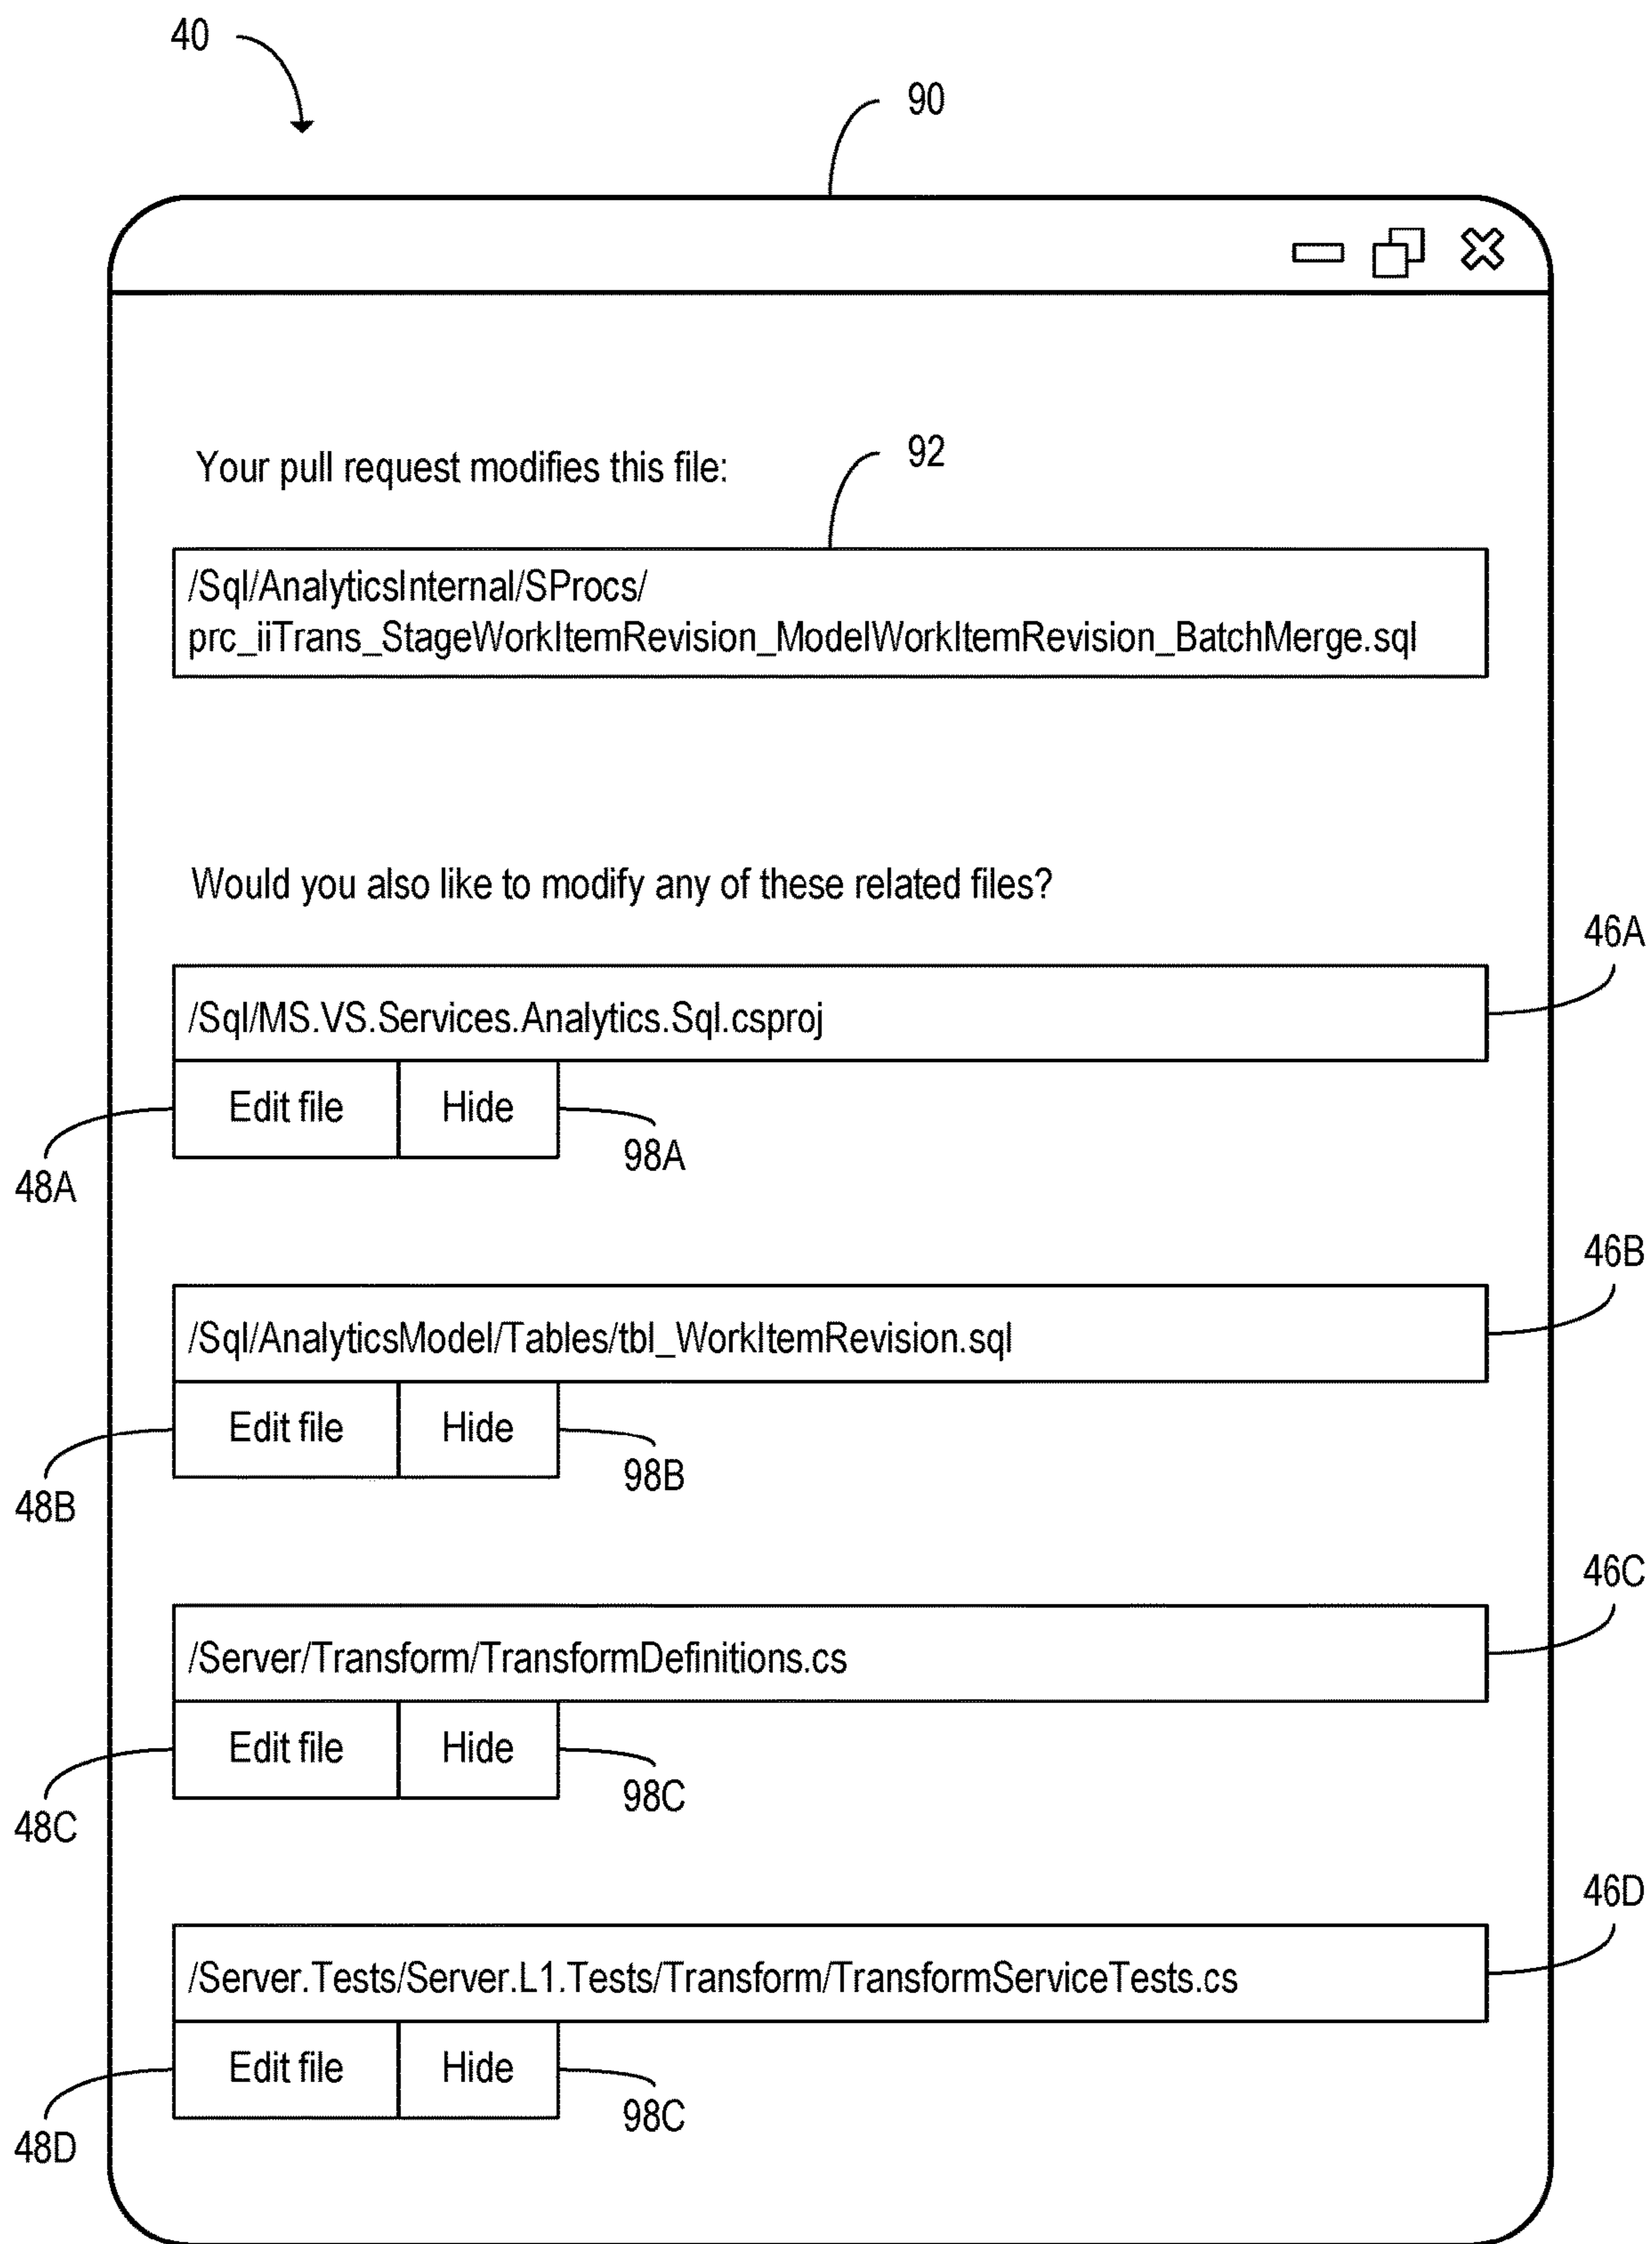 40
90
Your pull request modifies this file:
92
/Sql/AnalyticsInternal/SProcs/
prc_iiTrans_StageWorkItemRevision_ModelWorkItemRevision_BatchMerge.sql
Would you also like to modify any of these related files?
46A
/Sql/MS.VS.Services.Analytics.Sql.csproj
Edit file Hide
98A
48A
46B
/Sql/AnalyticsModel/Tables/tbl_WorkItemRevision.sql
Edit file Hide
98B
48B
46C
/Server/Transform/TransformDefinitions.cs
Edit file Hide
98C
48C
46D
/Server.Tests/Server.L1.Tests/Transform/TransformServiceTests.cs
Edit file Hide
98C
48D